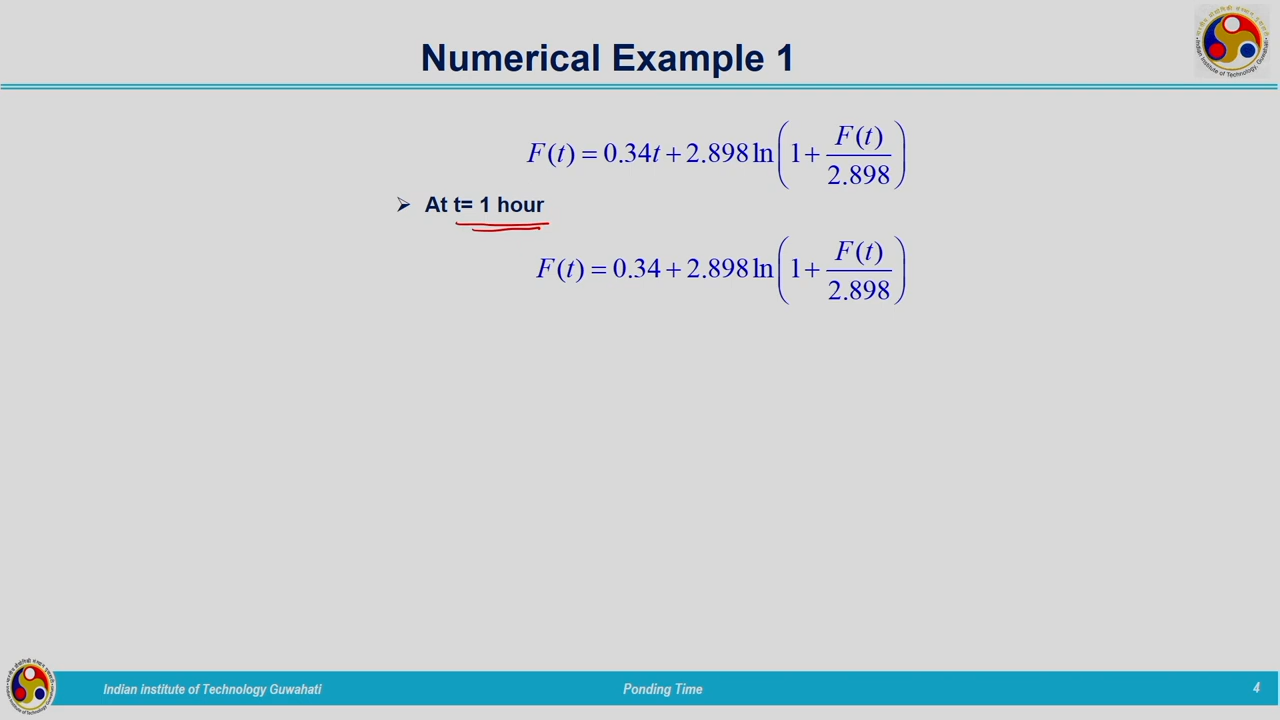 Numerical Example 1
F(t) = 0.34t + 2.898 ln(1 + F(t)/2.898)
➢ At t= 1 hour
F(t) = 0.34 + 2.898 ln(1 + F(t)/2.898)
Indian institute of Technology Guwahati
Ponding Time
4